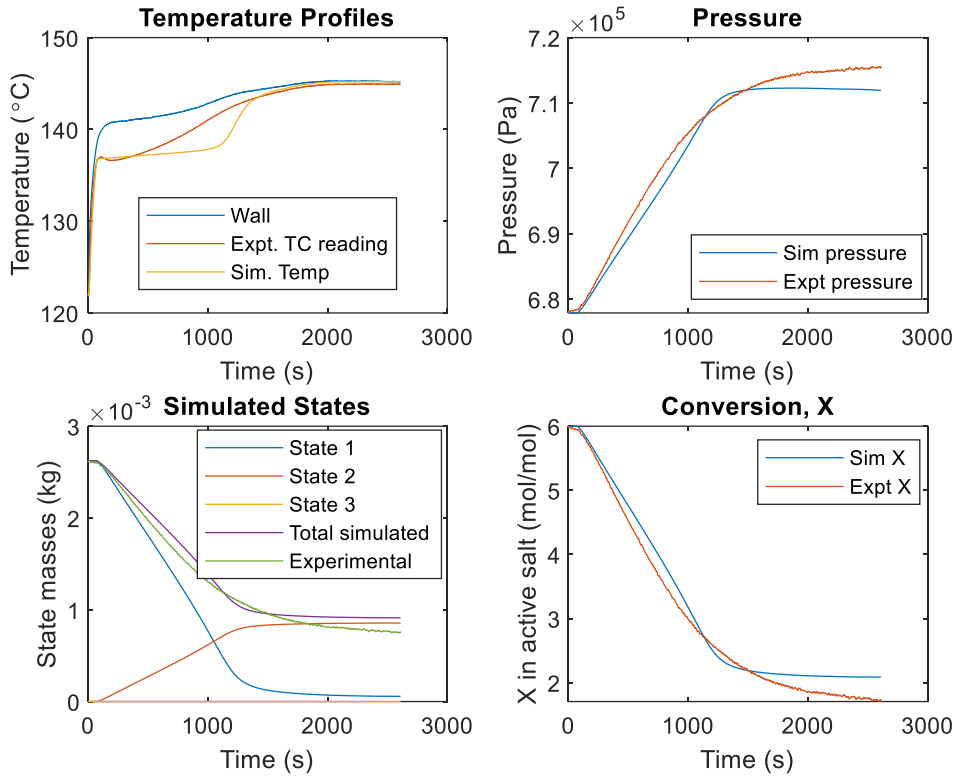 Temperature Profiles
150
140
130
120
Temperature (°C)
Wall
Expt. TC reading
Sim. Temp
0
1000
2000
3000
Time (s)
Pressure
×10⁵
7.2
7.1
7
6.9
6.8
Pressure (Pa)
Sim pressure
Expt pressure
0
1000
2000
3000
Time (s)
Simulated States
×10⁻³
3
2
1
0
State masses (kg)
State 1
State 2
State 3
Total simulated
Experimental
0
1000
2000
3000
Time (s)
Conversion, X
6
5
4
3
2
X in active salt (mol/mol)
Sim X
Expt X
0
1000
2000
3000
Time (s)